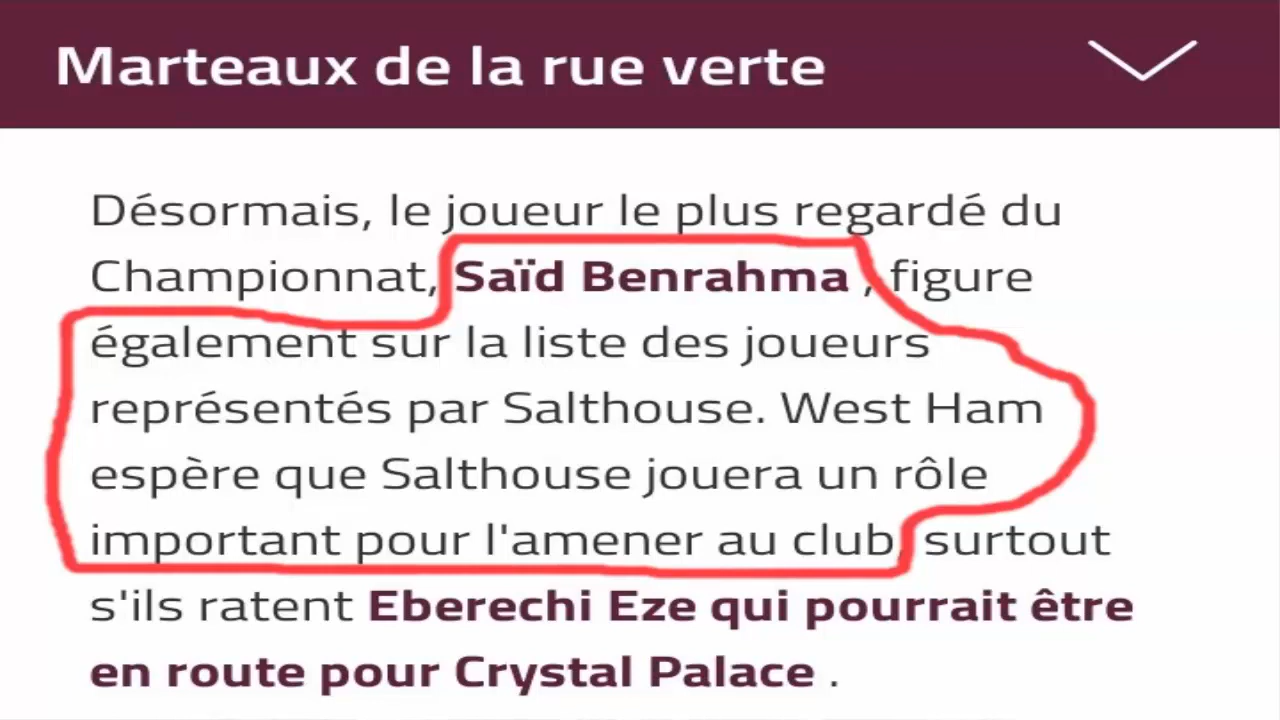 Marteaux de la rue verte
Désormais, le joueur le plus regardé du
Championnat, Saïd Benrahma , figure
également sur la liste des joueurs
représentés par Salthouse. West Ham
espère que Salthouse jouera un rôle
important pour l'amener au club, surtout
s'ils ratent Eberechi Eze qui pourrait être
en route pour Crystal Palace .